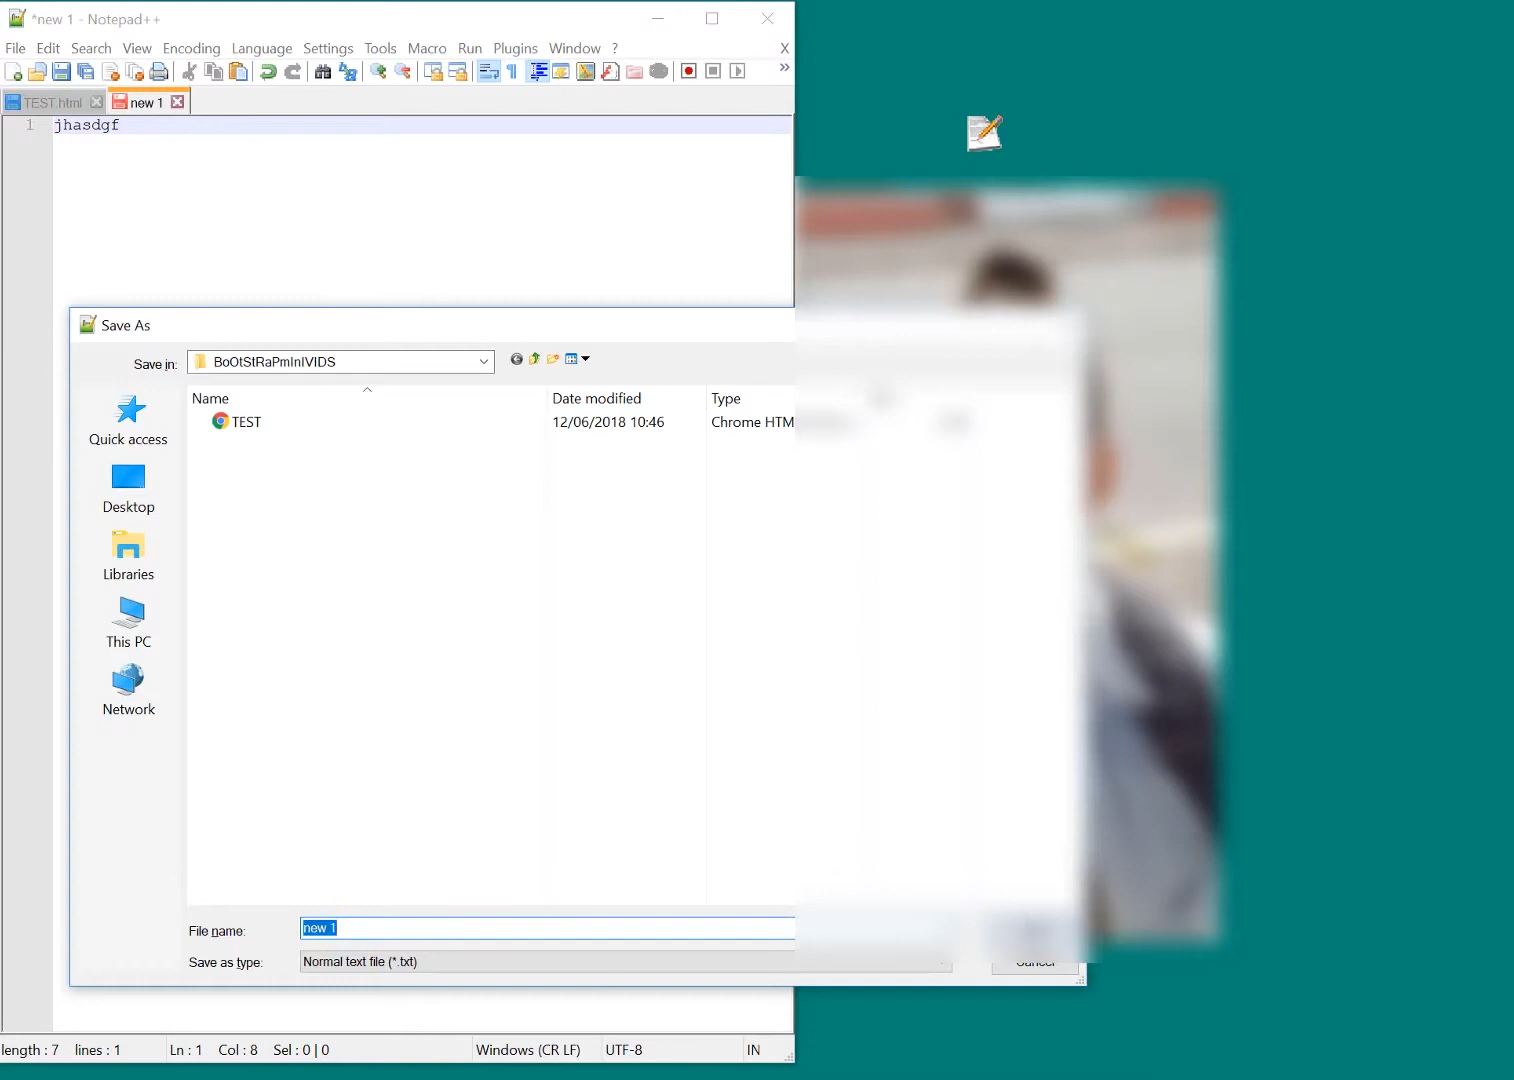 *new 1 - Notepad++
File Edit Search View Encoding Language Settings Tools Macro Run Plugins Window ? X
TEST.html new 1
1 jhasdgf
Save As
Save in: BoOtStRaPmInIVIDS
Name Date modified Type
TEST 12/06/2018 10:46 Chrome HTM
Quick access
Desktop
Libraries
This PC
Network
File name: new 1
Save as type: Normal text file (*.txt)
Cancel
length : 7 lines : 1 Ln : 1 Col : 8 Sel : 0 | 0 Windows (CR LF) UTF-8 IN